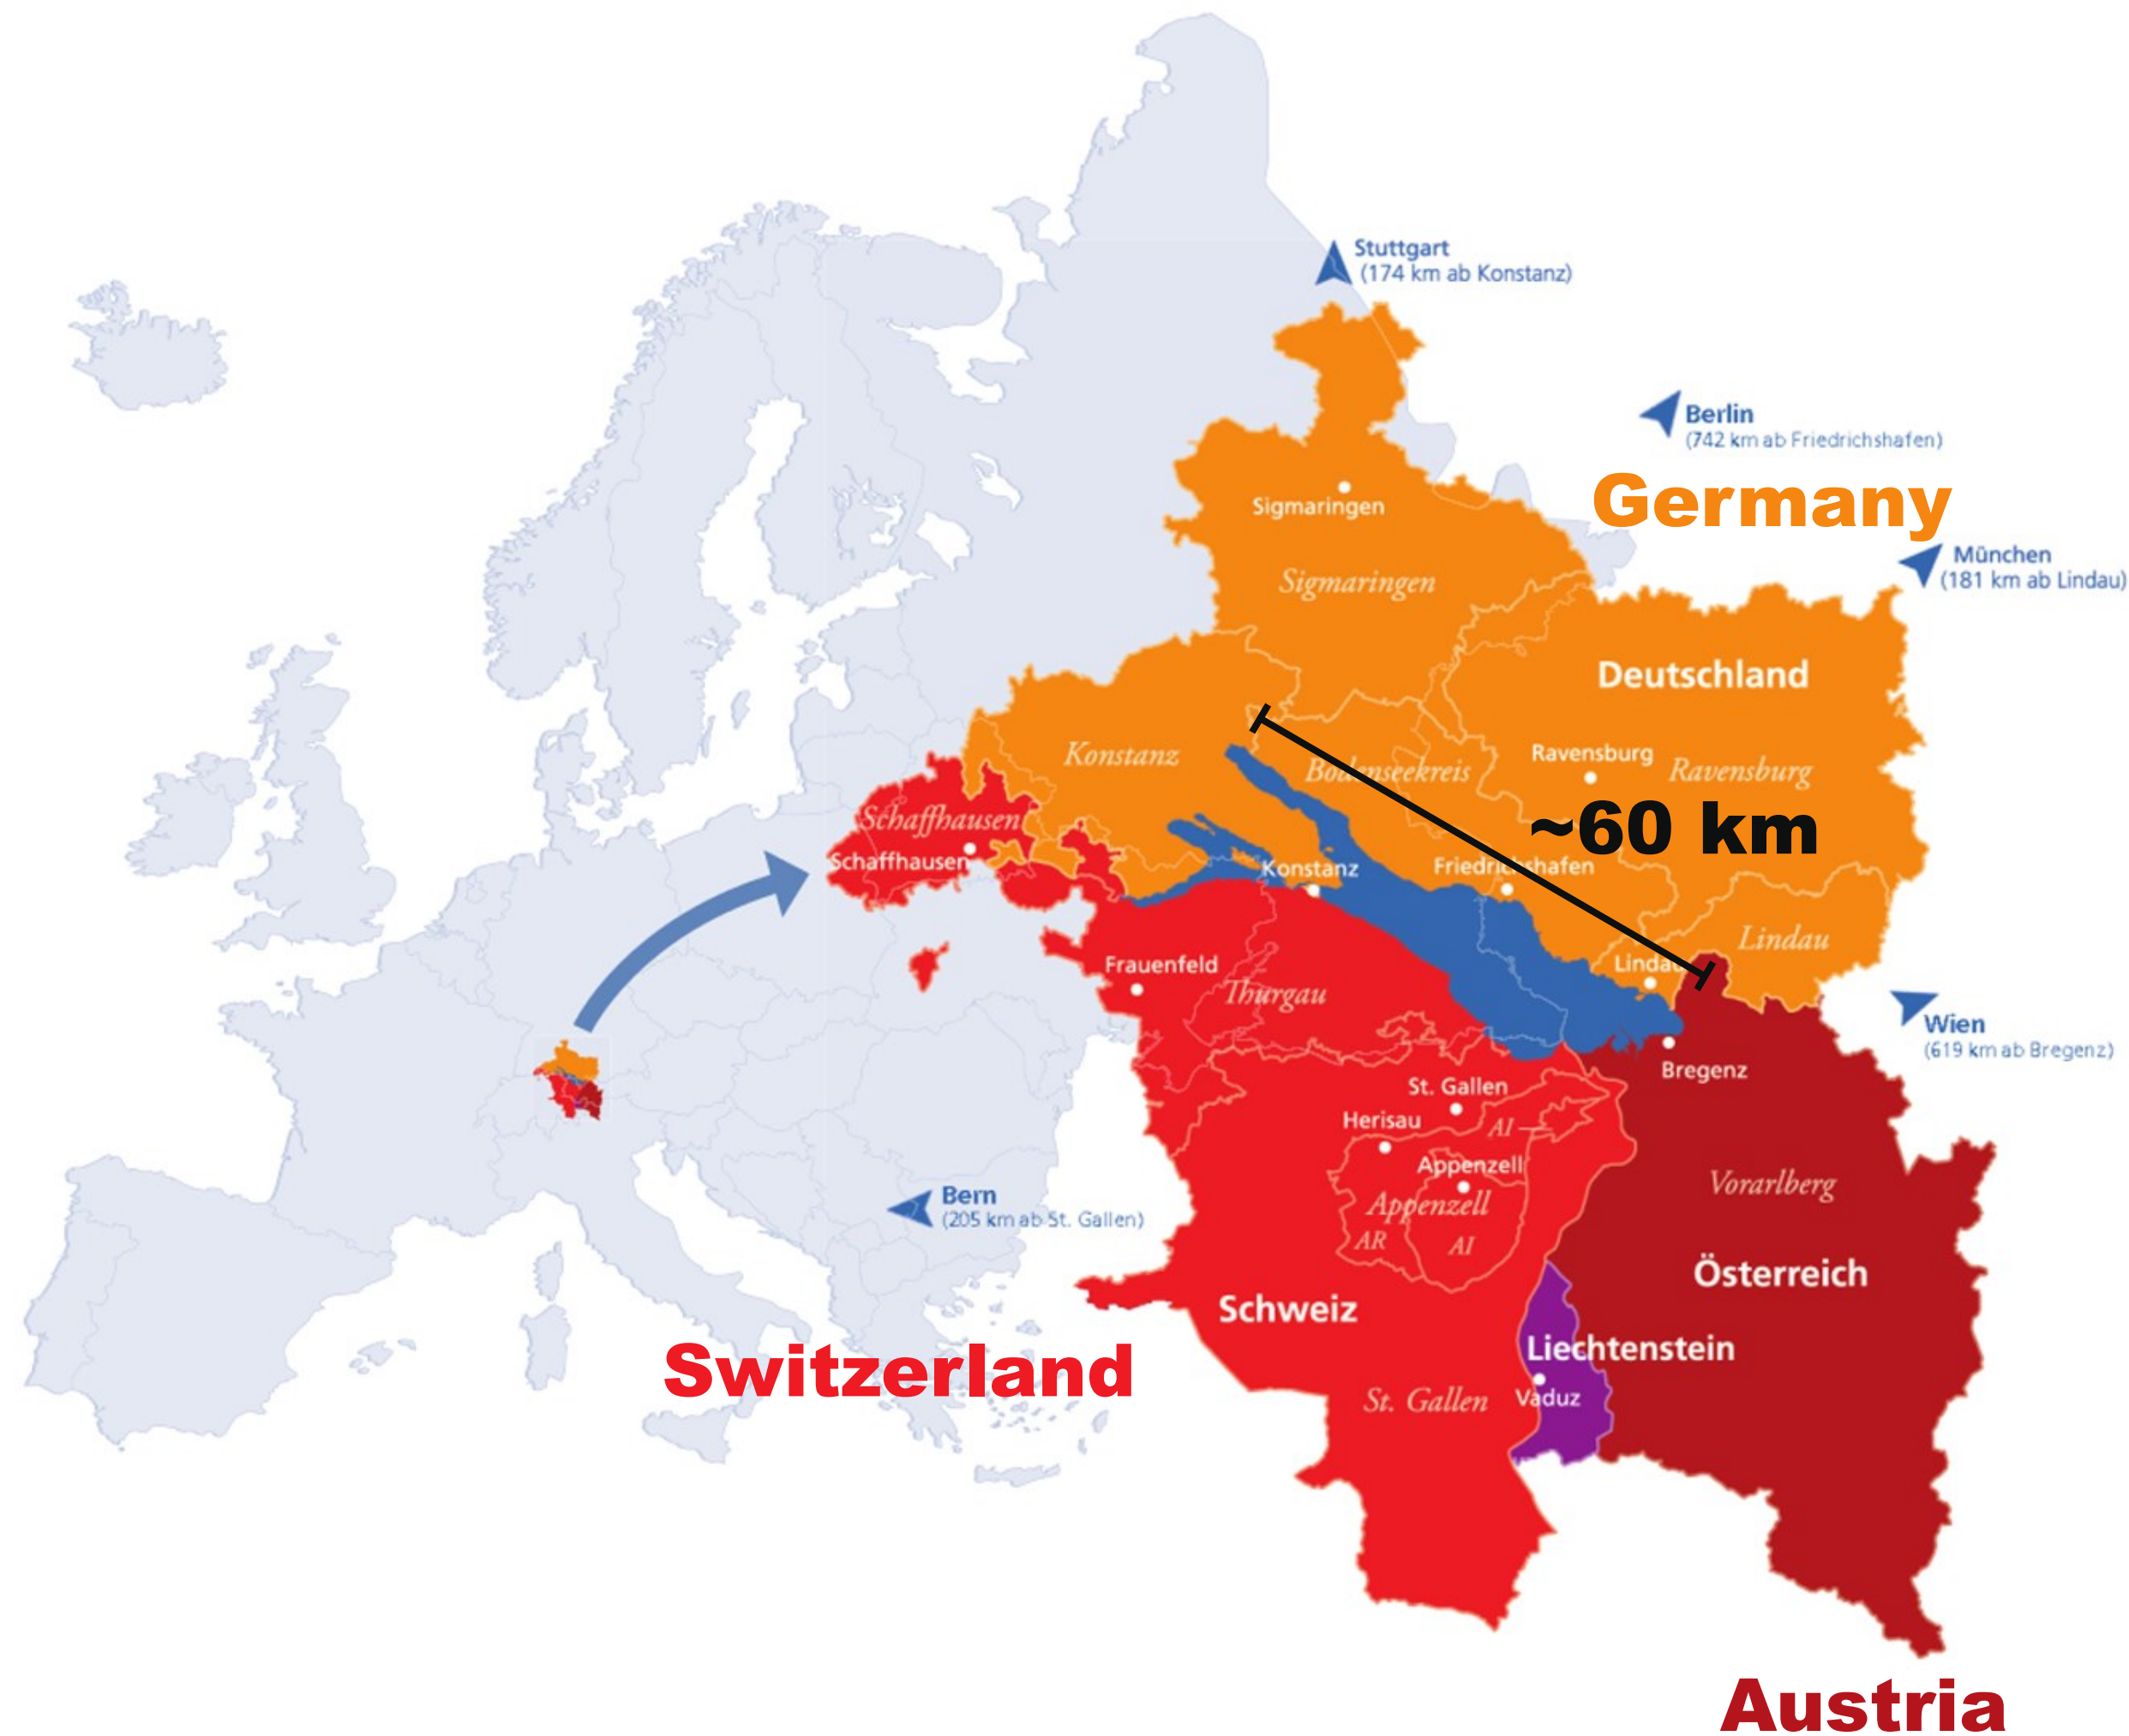 Stuttgart
(174 km ab Konstanz)
Berlin
(742 km ab Friedrichshafen)
Germany
Sigmaringen
München
(181 km ab Lindau)
Sigmaringen
Deutschland
Konstanz
Bodenseekreis
Ravensburg
Ravensburg
Schaffhausen
~60 km
Schaffhausen
Konstanz
Friedrichshafen
Lindau
Frauenfeld
Lindau
Thurgau
Wien
(619 km ab Bregenz)
Bregenz
St. Gallen
Herisau
AI
Appenzell
Vorarlberg
Appenzell
Bern
(205 km ab St. Gallen)
AR
AI
Österreich
Schweiz
Liechtenstein
Switzerland
St. Gallen
Vaduz
Austria